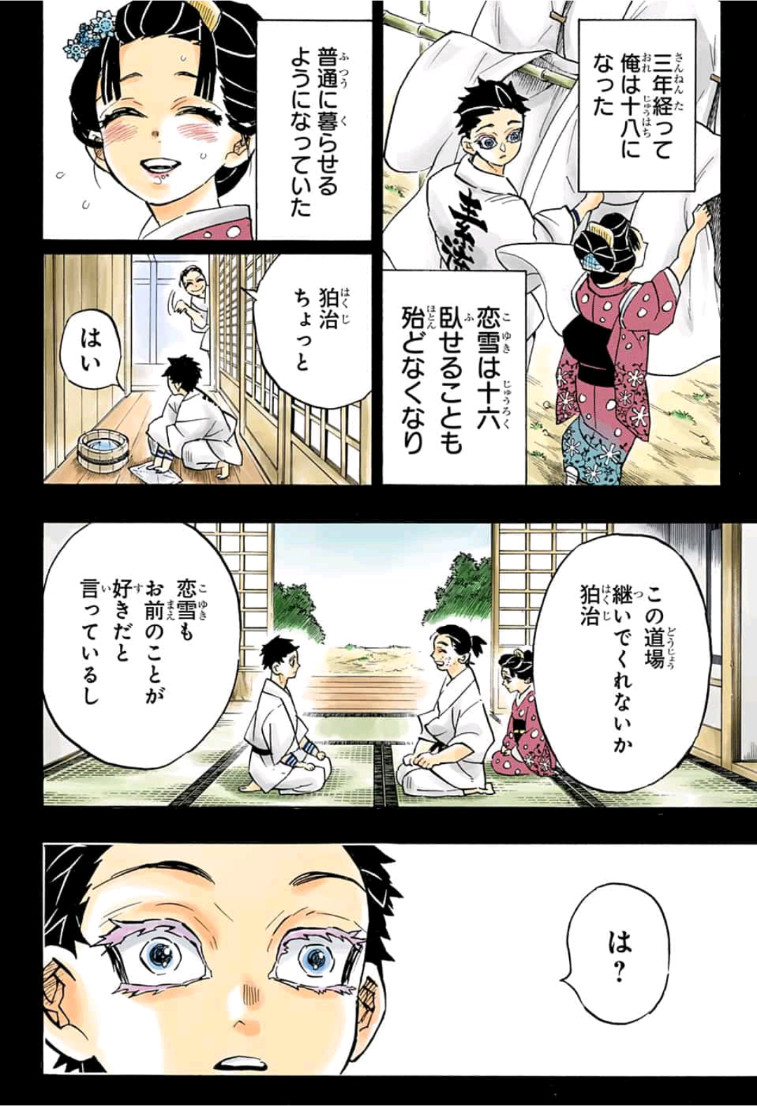 三年経って
俺は十八に
なった
恋雪は十六
臥せることも
殆どなくなり
普通に暮らせる
ようになっていた
狛治
ちょっと
はい
この道場
継いでくれないか
狛治
恋雪も
お前のことが
好きだと
言っているし
は?